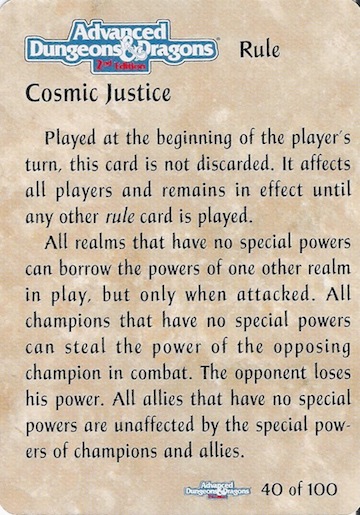 Advanced
Dungeons & Dragons®
2nd Edition
Rule
Cosmic Justice
Played at the beginning of the player's
turn, this card is not discarded. It affects
all players and remains in effect until
any other rule card is played.
All realms that have no special powers
can borrow the powers of one other realm
in play, but only when attacked. All
champions that have no special powers
can steal the power of the opposing
champion in combat. The opponent loses
his power. All allies that have no special
powers are unaffected by the special pow-
ers of champions and allies.
Advanced
Dungeons & Dragons
40 of 100